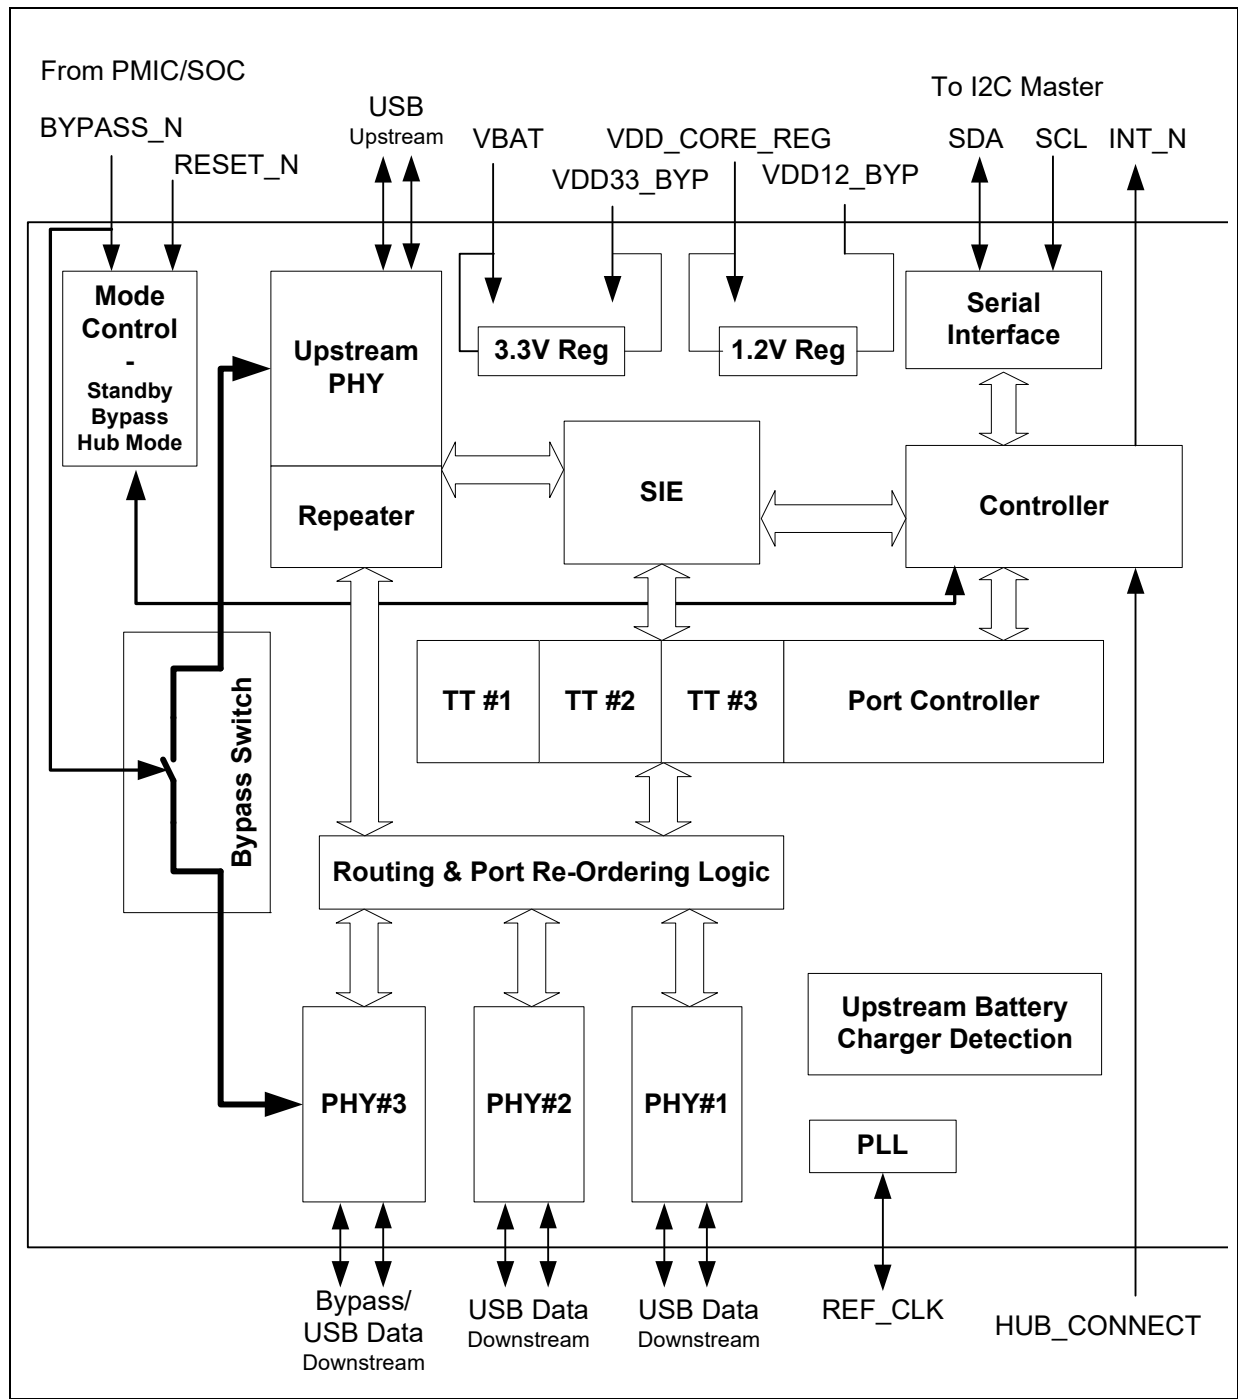 From PMIC/SOC
To I2C Master
BYPASS_N
RESET_N
USB
Upstream
VBAT
VDD33_BYP
VDD_CORE_REG
VDD12_BYP
SDA
SCL
INT_N
Mode
Control
-
Standby
Bypass
Hub Mode
Upstream
PHY
3.3V Reg
1.2V Reg
Serial
Interface
Repeater
SIE
Controller
Bypass Switch
TT #1
TT #2
TT #3
Port Controller
Routing & Port Re-Ordering Logic
PHY#3
PHY#2
PHY#1
Upstream Battery
Charger Detection
PLL
Bypass/
USB Data
Downstream
USB Data
Downstream
USB Data
Downstream
REF_CLK
HUB_CONNECT